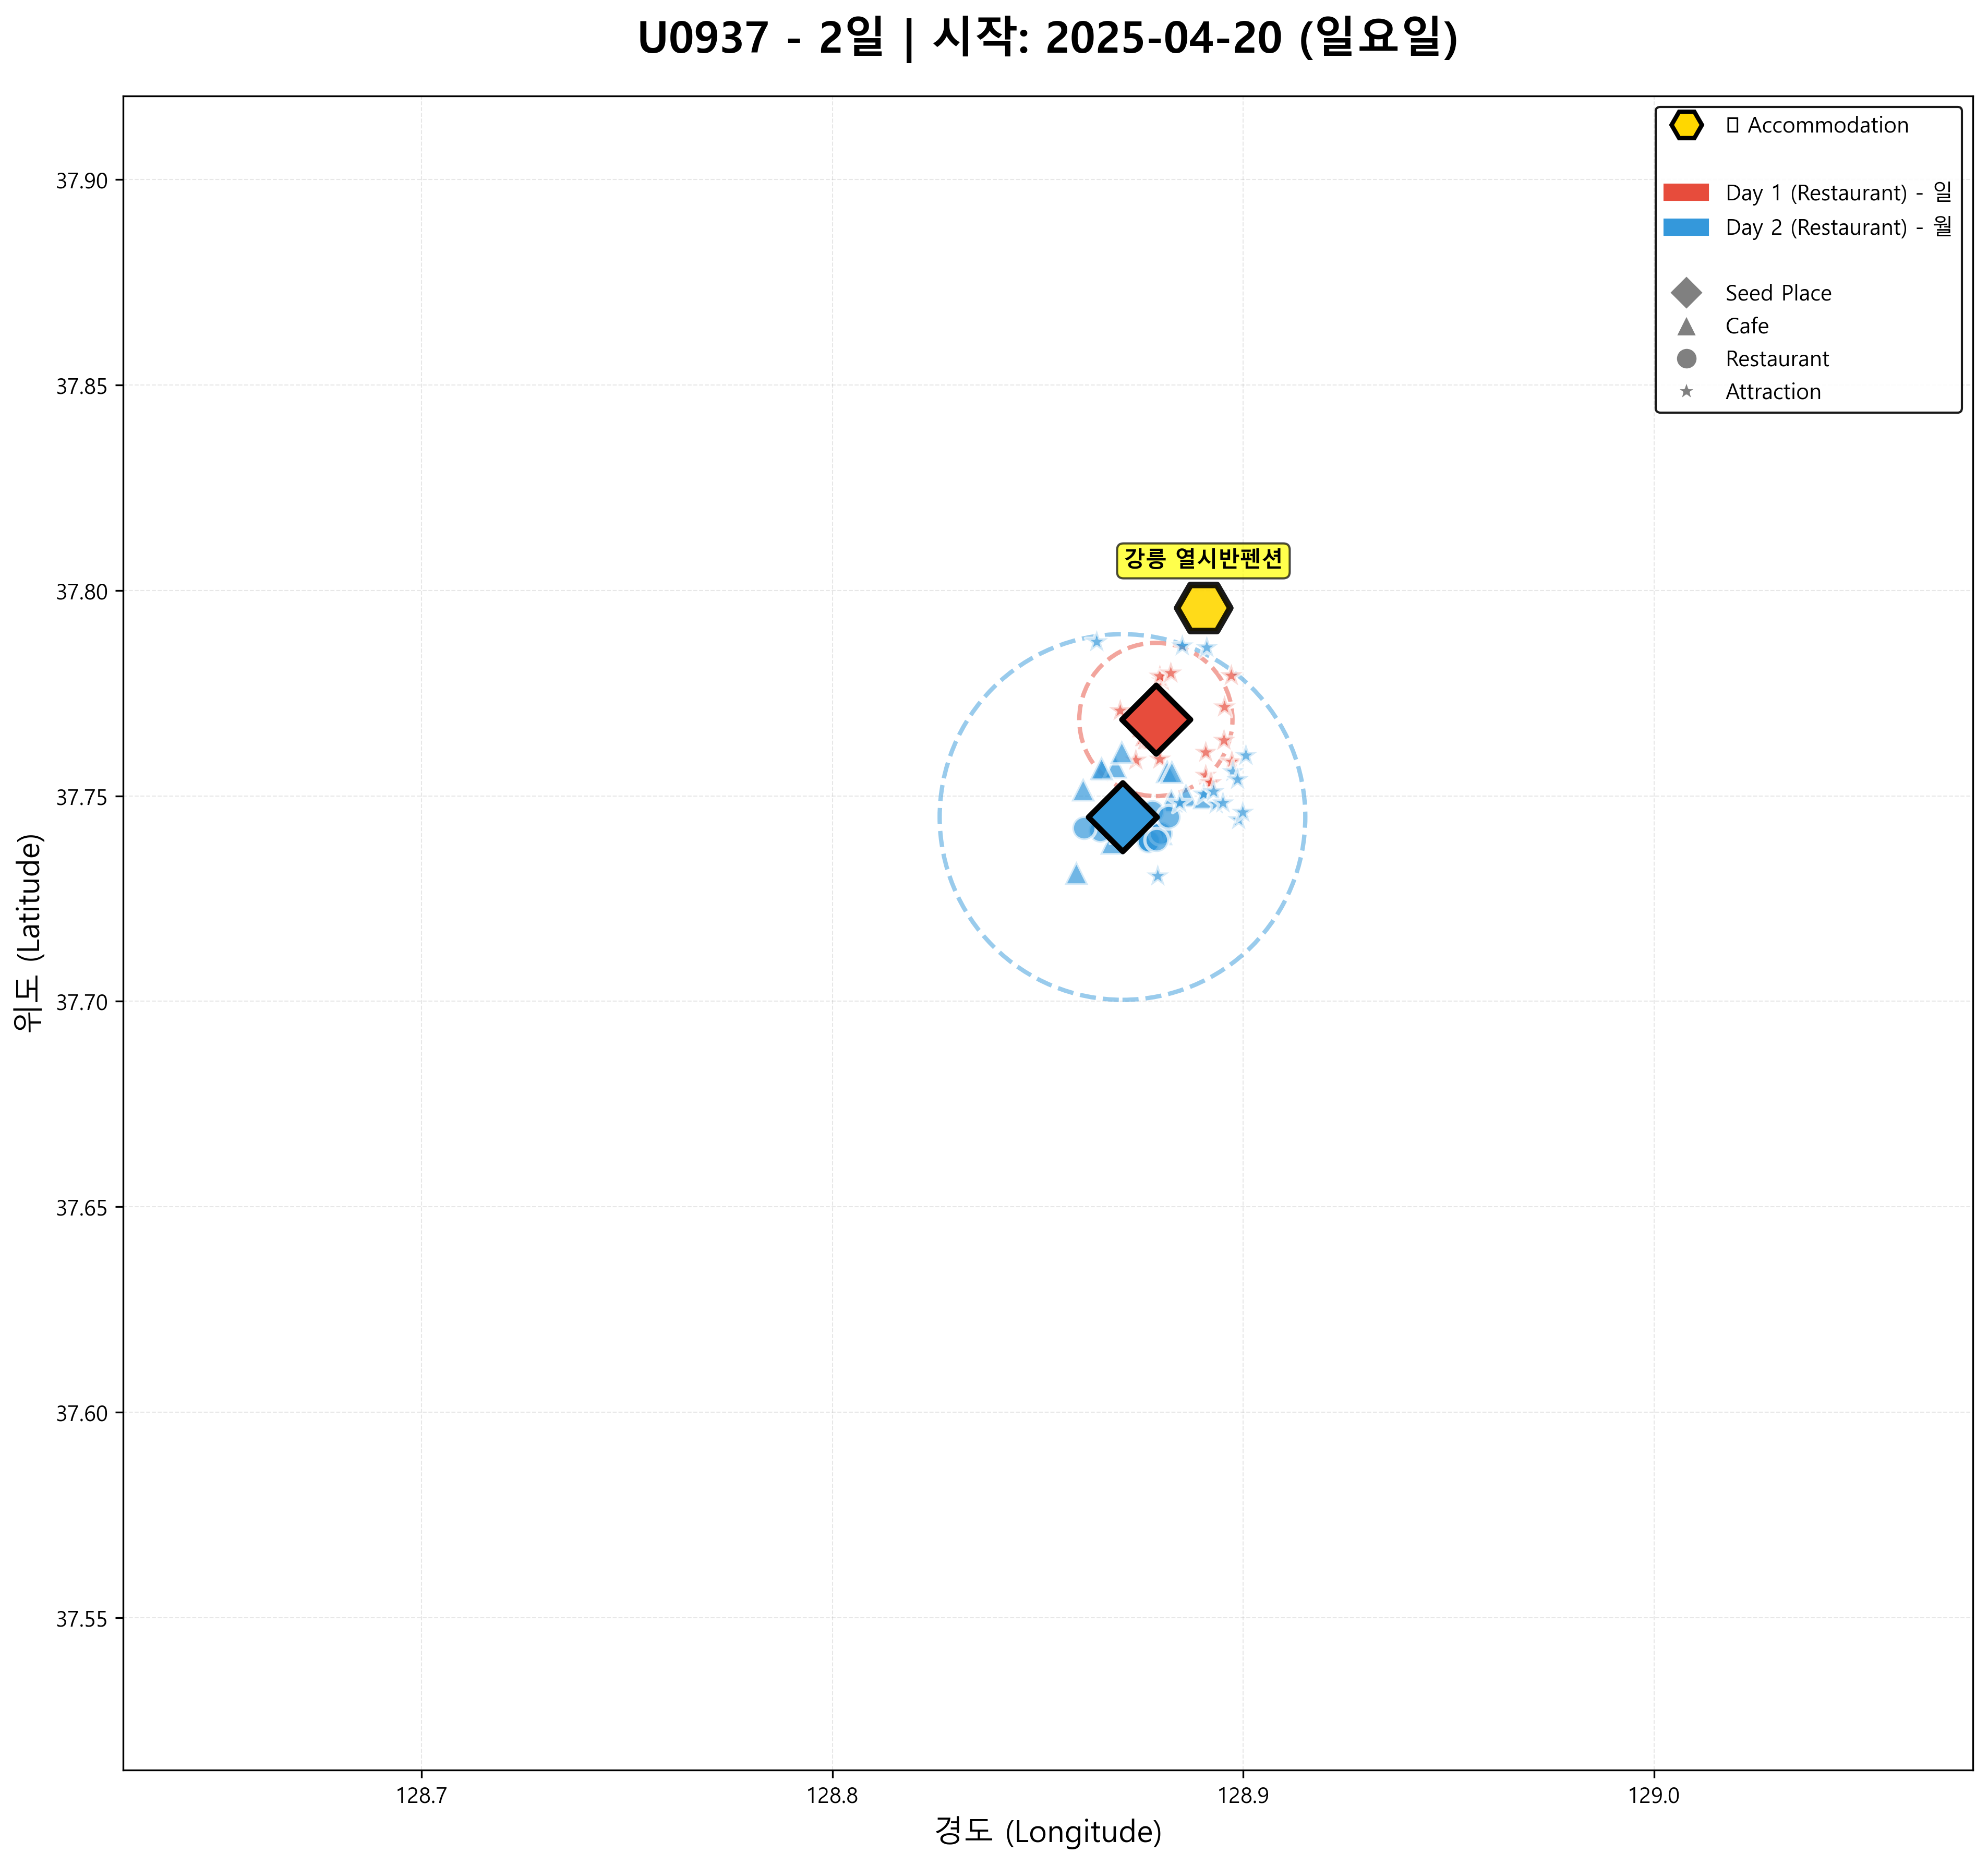 U0937 - 2일 | 시작: 2025-04-20 (일요일)
Accommodation
Day 1 (Restaurant) - 일
Day 2 (Restaurant) - 월
Seed Place
Cafe
Restaurant
Attraction
강릉 열시반펜션
37.90
37.85
37.80
37.75
37.70
37.65
37.60
37.55
위도 (Latitude)
128.7
128.8
128.9
129.0
경도 (Longitude)